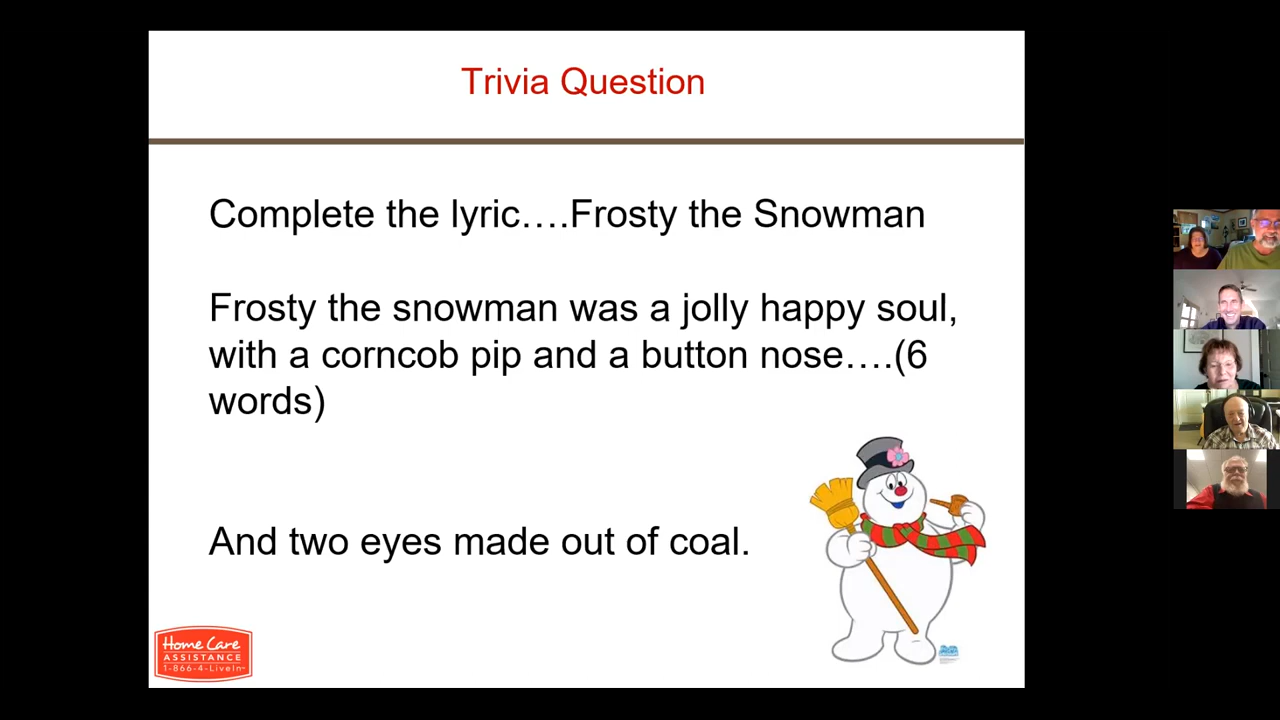 Trivia Question
Complete the lyric….Frosty the Snowman
Frosty the snowman was a jolly happy soul,
with a corncob pip and a button nose….(6
words)
And two eyes made out of coal.
Home Care
ASSISTANCE
1-866-4-LiveIn